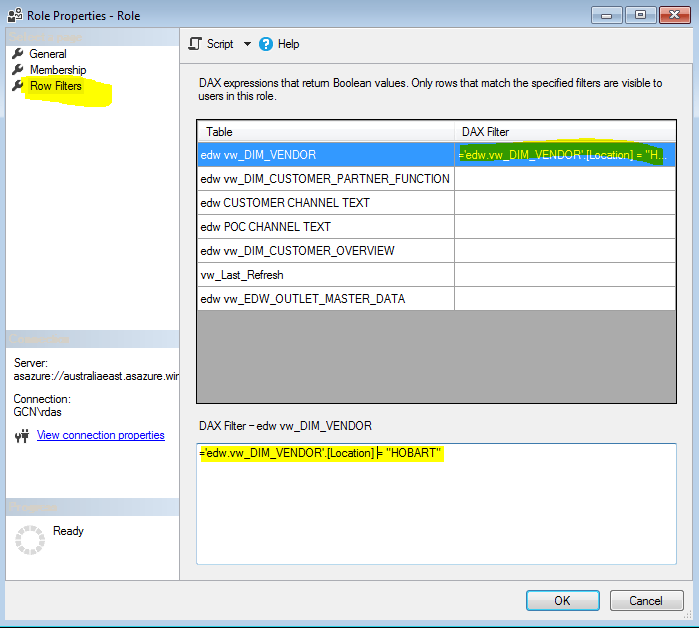 Role Properties - Role
Select a page
General
Membership
Row Filters
Script
Help
DAX expressions that return Boolean values. Only rows that match the specified filters are visible to
users in this role.
Table DAX Filter
edw vw_DIM_VENDOR ='edw.vw_DIM_VENDOR'.[Location] = "H...
edw vw_DIM_CUSTOMER_PARTNER_FUNCTION
edw CUSTOMER CHANNEL TEXT
edw POC CHANNEL TEXT
edw vw_DIM_CUSTOMER_OVERVIEW
vw_Last_Refresh
edw vw_EDW_OUTLET_MASTER_DATA
Connection
Server:
asazure://australiaeast.asazure.win
Connection:
GCN\rdas
View connection properties
Progress
Ready
DAX Filter – edw vw_DIM_VENDOR
='edw.vw_DIM_VENDOR'.[Location] = "HOBART"
OK
Cancel